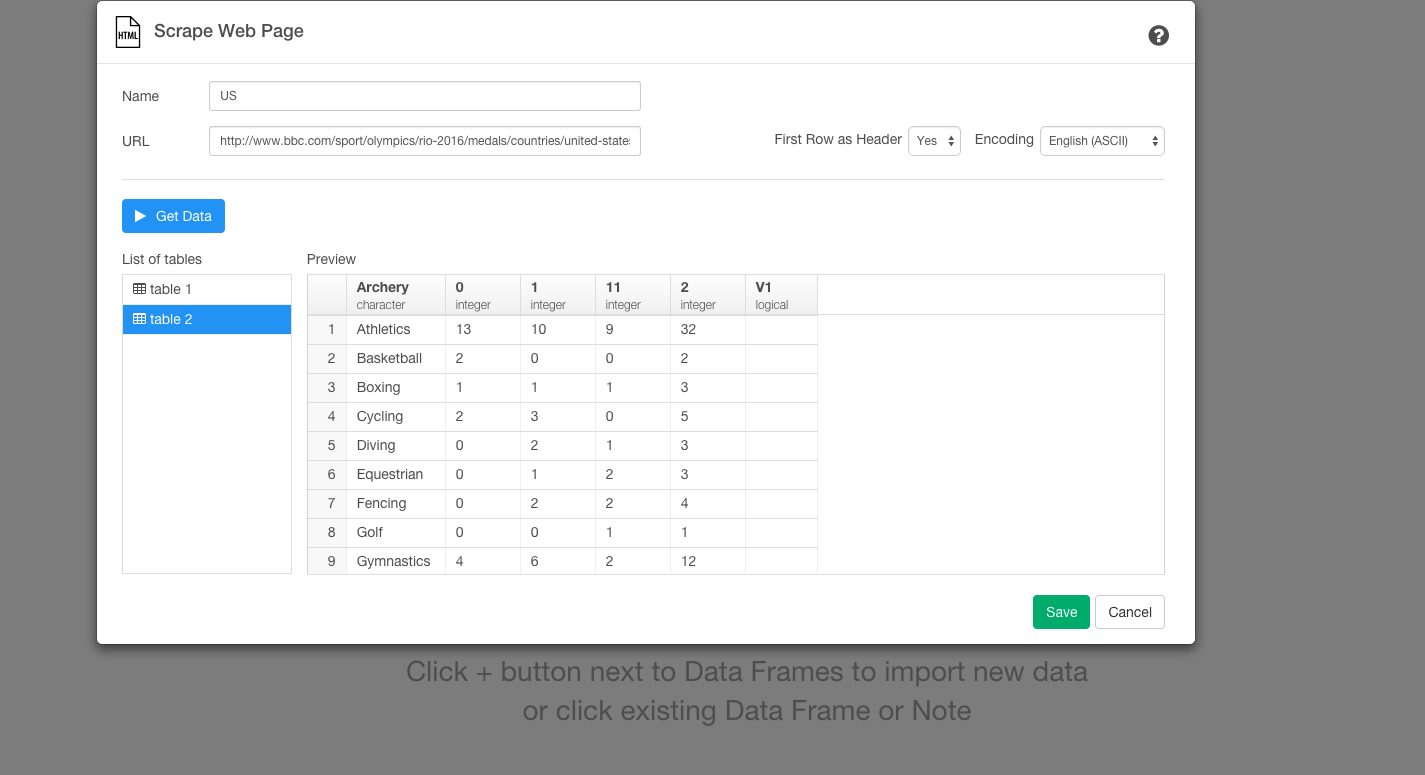 HTML Scrape Web Page ?
Name US
URL http://www.bbc.com/sport/olympics/rio-2016/medals/countries/united-state First Row as Header Yes Encoding English (ASCII)
Get Data
List of tables Preview
table 1
table 2
Archery 0 1 11 2 V1
character integer integer integer integer logical
1 Athletics 13 10 9 32
2 Basketball 2 0 0 2
3 Boxing 1 1 1 3
4 Cycling 2 3 0 5
5 Diving 0 2 1 3
6 Equestrian 0 1 2 3
7 Fencing 0 2 2 4
8 Golf 0 0 1 1
9 Gymnastics 4 6 2 12
Save Cancel
Click + button next to Data Frames to import new data
or click existing Data Frame or Note